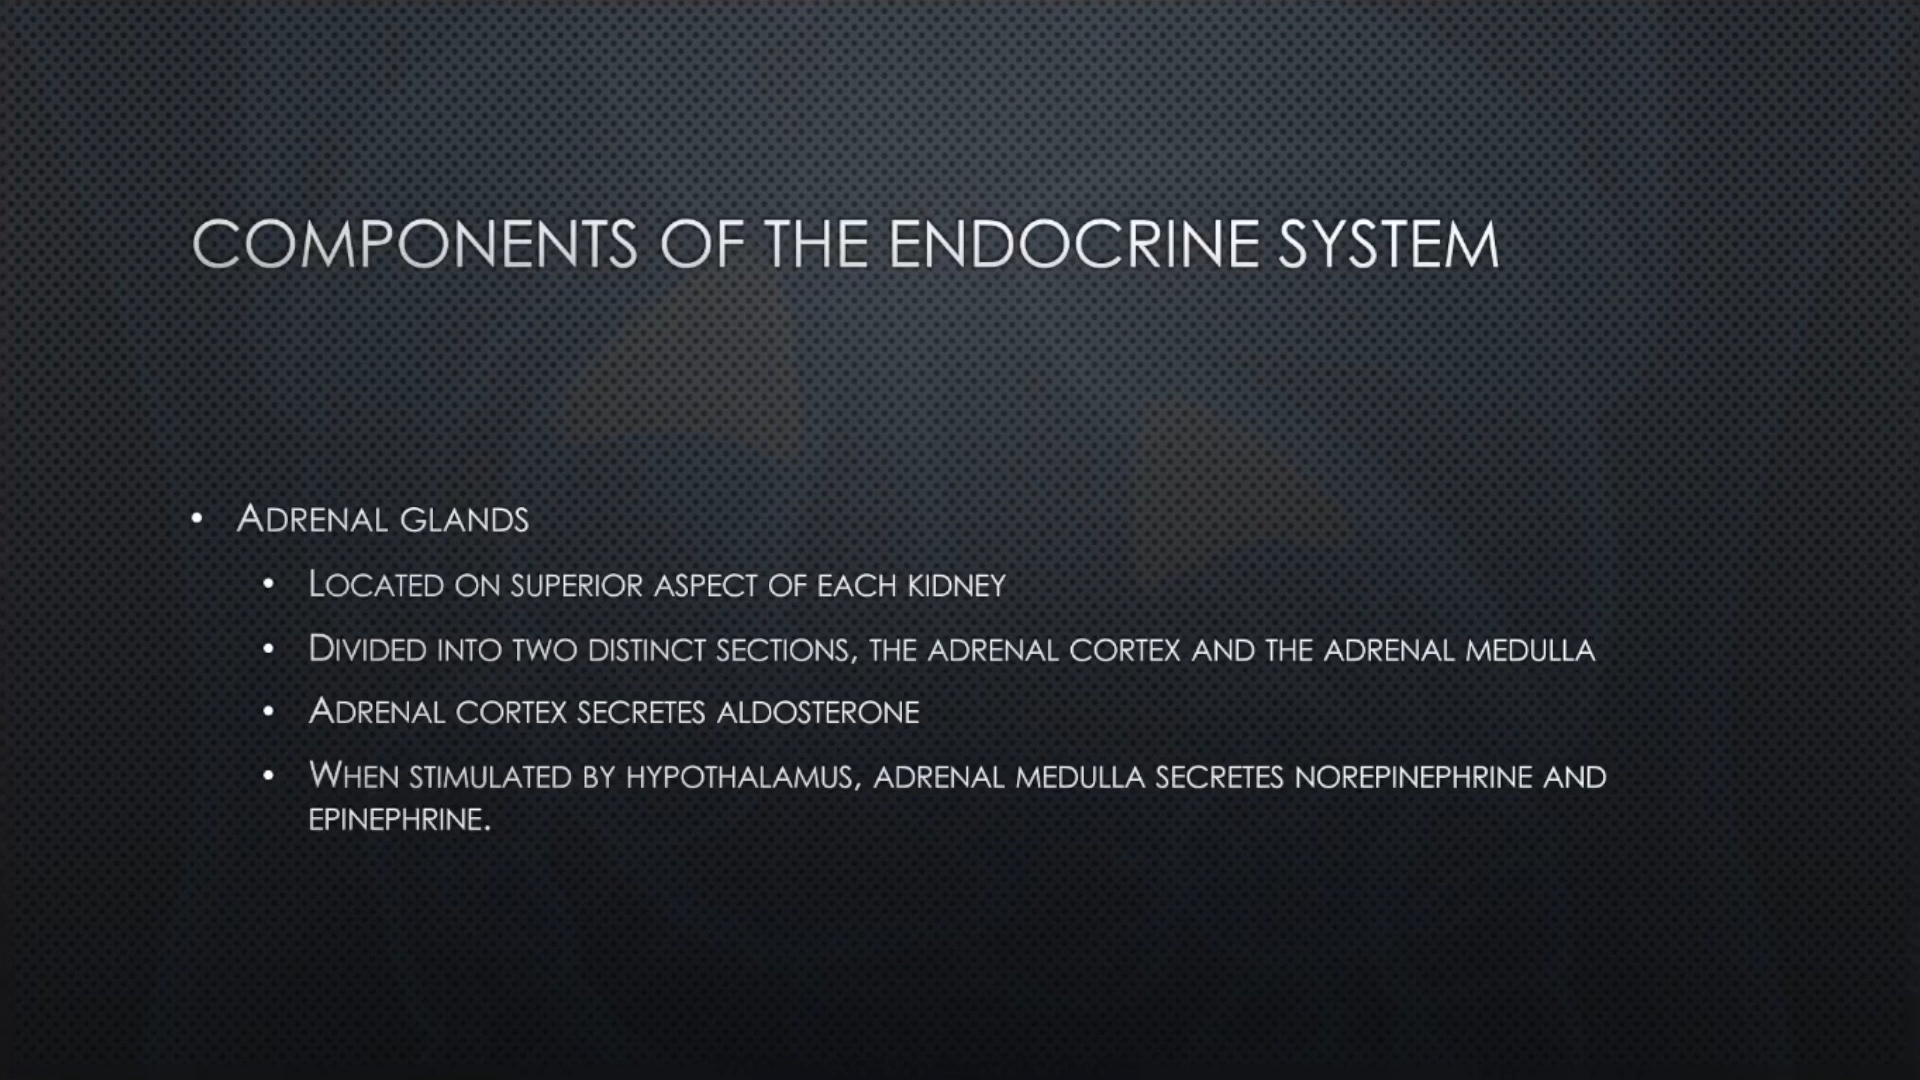 COMPONENTS OF THE ENDOCRINE SYSTEM
• ADRENAL GLANDS
• LOCATED ON SUPERIOR ASPECT OF EACH KIDNEY
• DIVIDED INTO TWO DISTINCT SECTIONS, THE ADRENAL CORTEX AND THE ADRENAL MEDULLA
• ADRENAL CORTEX SECRETES ALDOSTERONE
• WHEN STIMULATED BY HYPOTHALAMUS, ADRENAL MEDULLA SECRETES NOREPINEPHRINE AND
EPINEPHRINE.